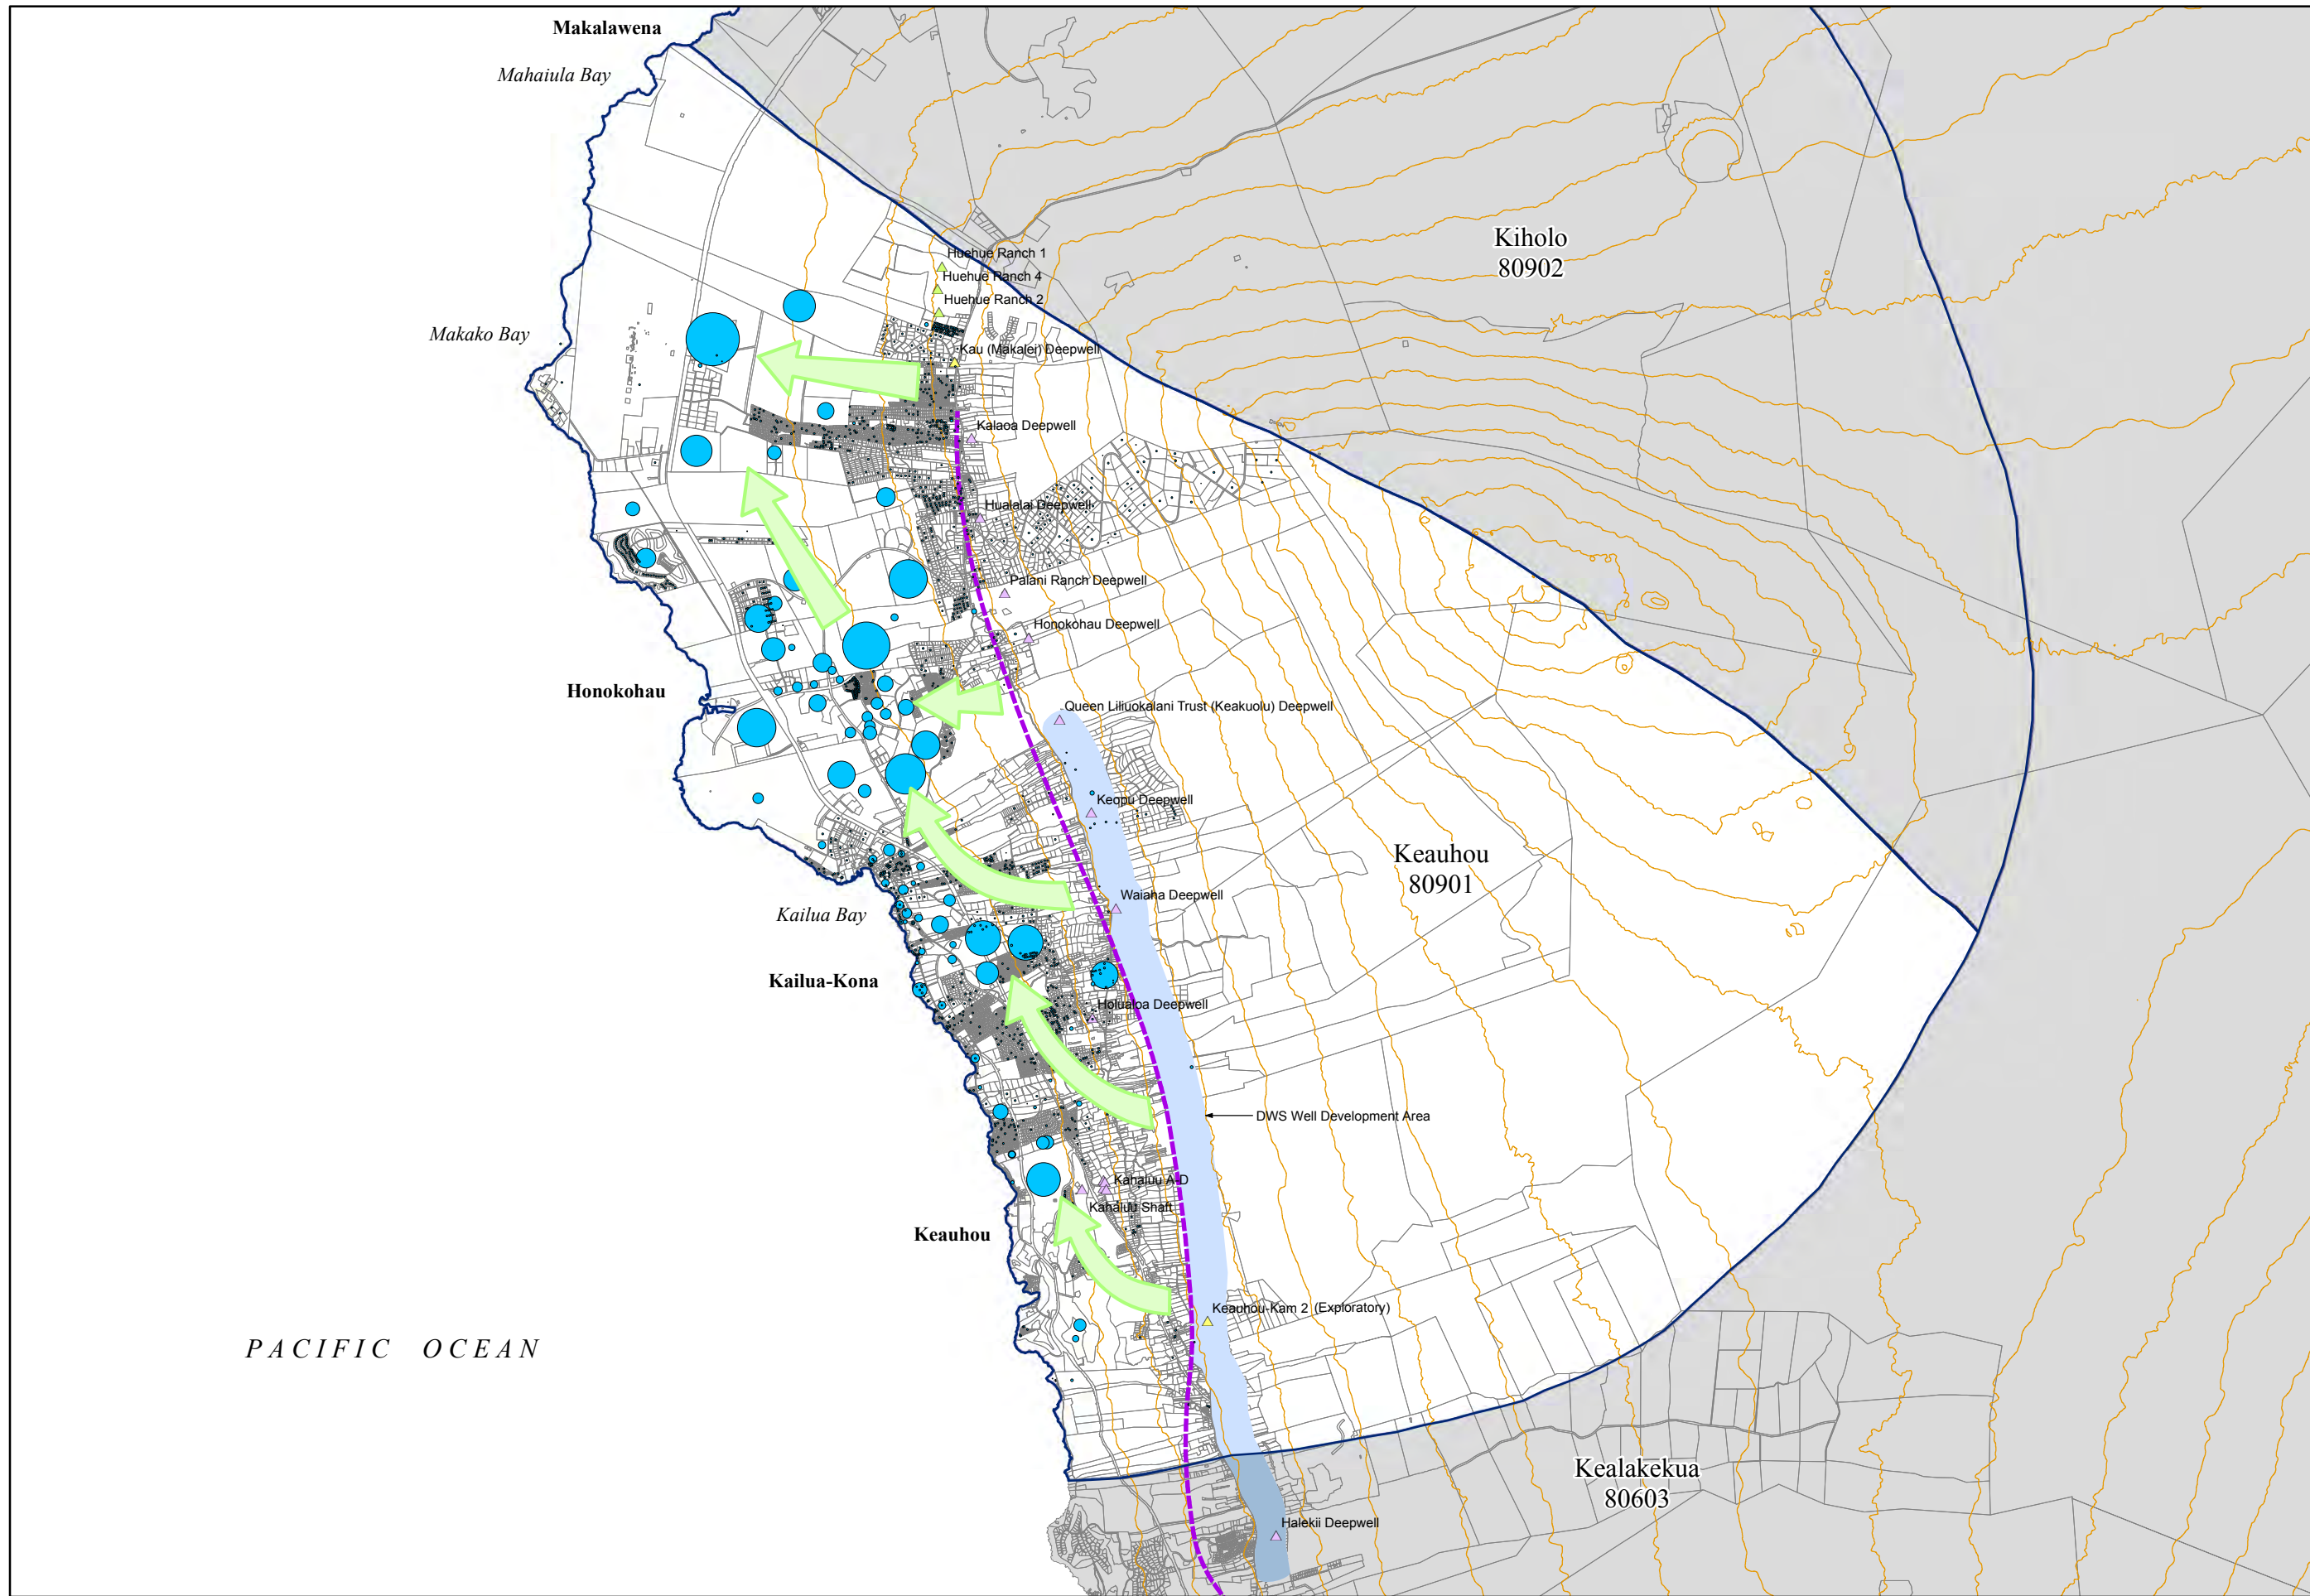 Makalawena
Mahaiula Bay
Kiholo
80902
Huehue Ranch 1
Huehue Ranch 4
Huehue Ranch 2
Makako Bay
Kau (Makalei) Deepwell
Kalaoa Deepwell
Hualalai Deepwell
Palani Ranch Deepwell
Honokohau Deepwell
Honokohau
Queen Liliuokalani Trust (Keakuolu) Deepwell
Keopu Deepwell
Keauhou
80901
Waiaha Deepwell
Kailua Bay
Kailua-Kona
Holualoa Deepwell
DWS Well Development Area
Kahaluu A-D
Kahaluu Shaft
Keauhou
Keauhou-Kam 2 (Exploratory)
PACIFIC OCEAN
Kealakekua
80603
Halekii Deepwell